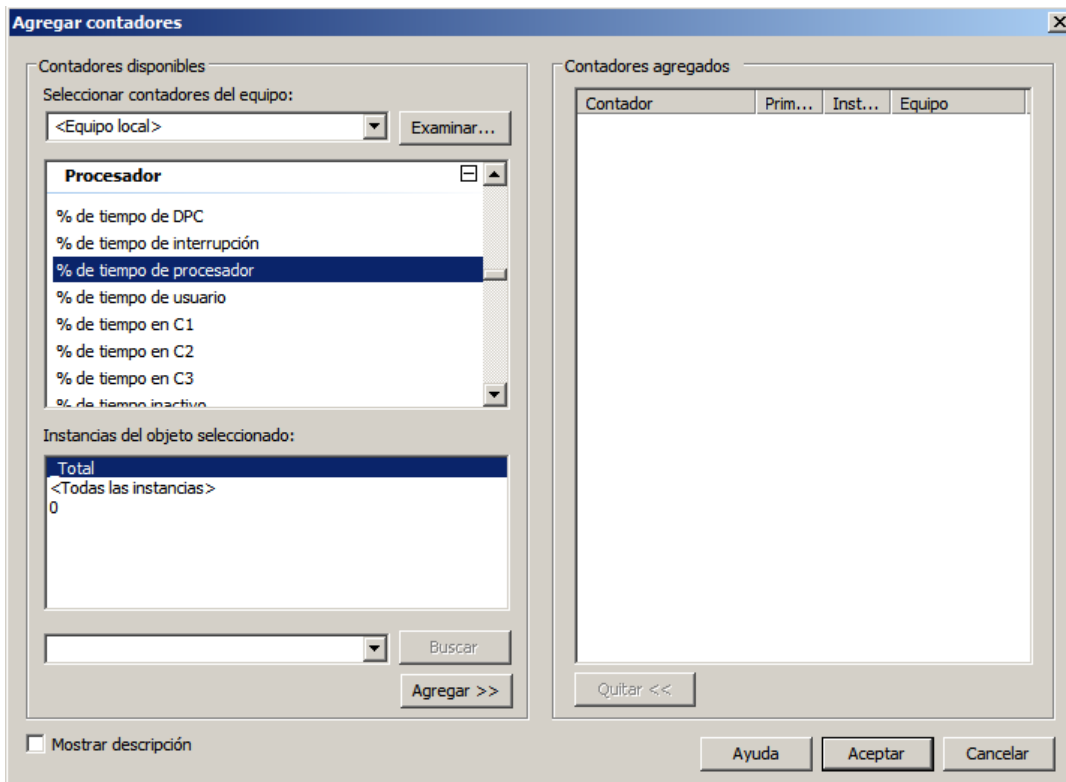 Agregar contadores
Contadores disponibles
Seleccionar contadores del equipo:
<Equipo local>
Examinar...
Procesador
% de tiempo de DPC
% de tiempo de interrupción
% de tiempo de procesador
% de tiempo de usuario
% de tiempo en C1
% de tiempo en C2
% de tiempo en C3
% de tiempo inactivo
Instancias del objeto seleccionado:
_Total
<Todas las instancias>
0
Buscar
Agregar >>
Mostrar descripción
Contadores agregados
Contador Prim... Inst... Equipo
Quitar <<
Ayuda Aceptar Cancelar